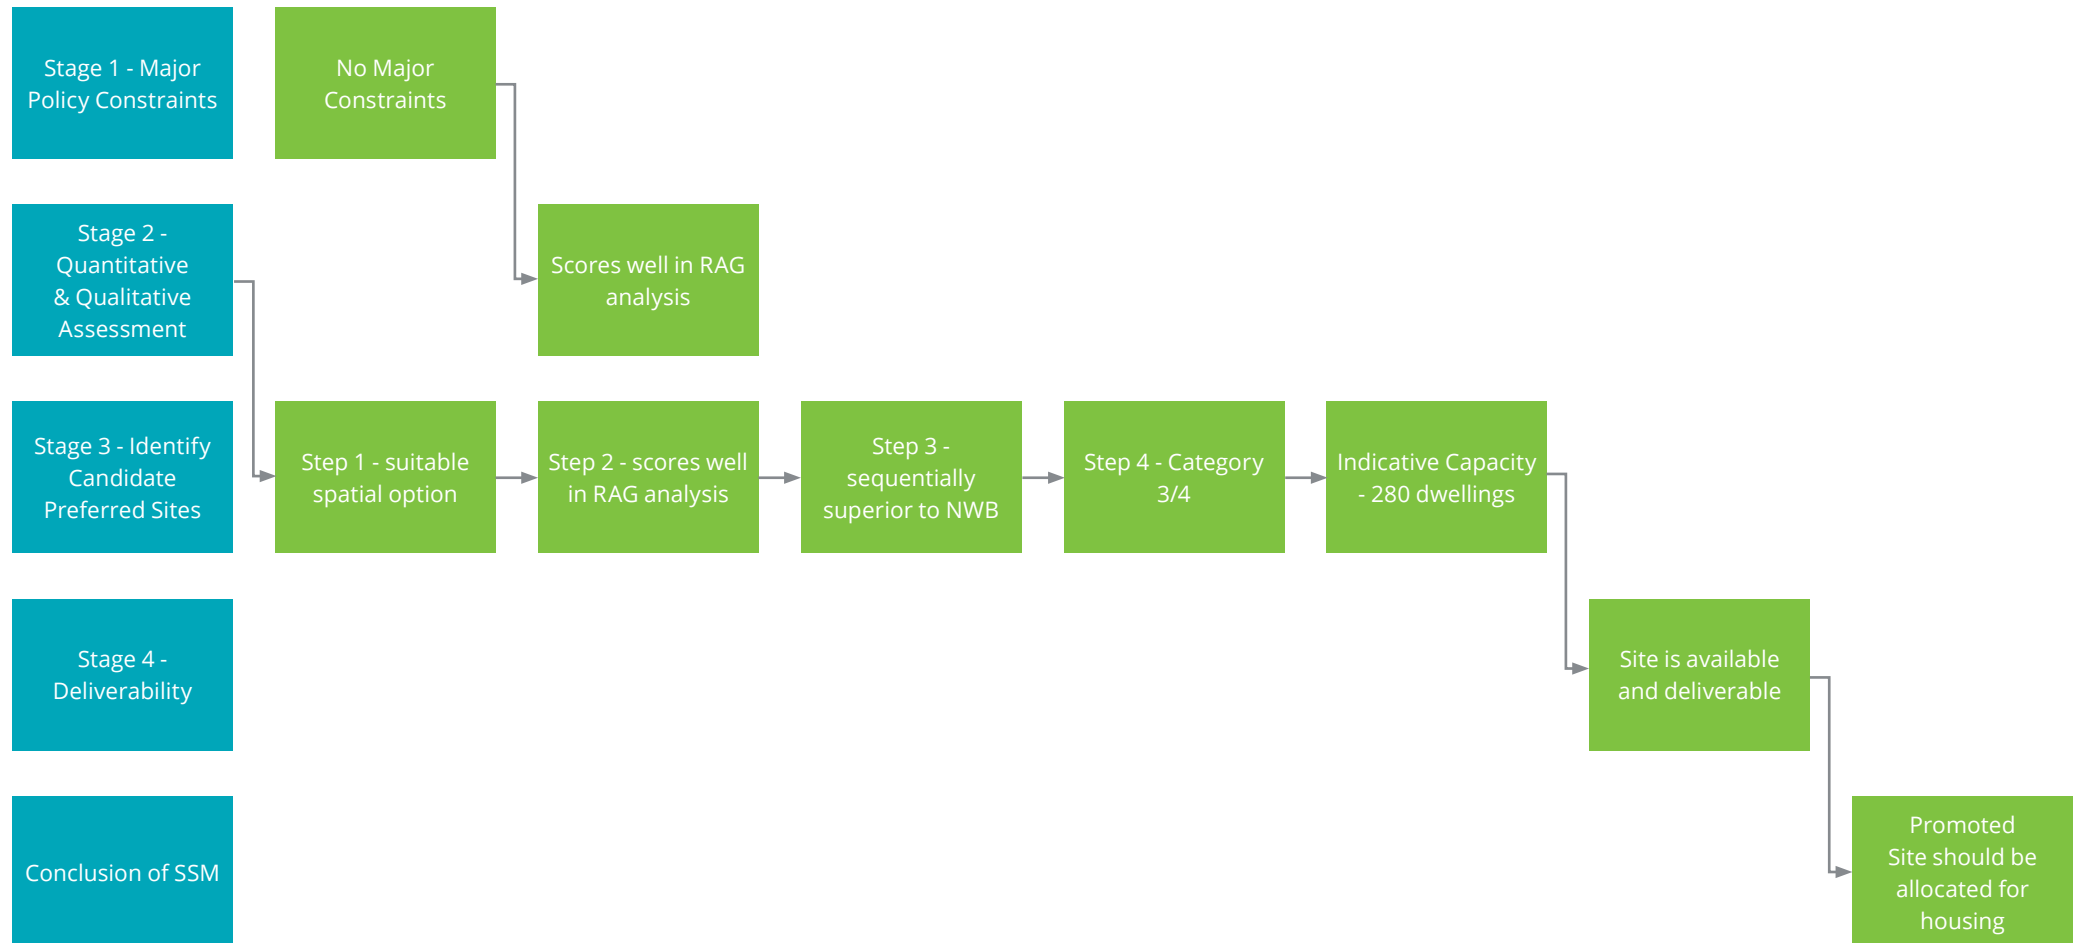 Stage 1 - Major
Policy Constraints
No Major
Constraints
Stage 2 -
Quantitative
& Qualitative
Assessment
Scores well in RAG
analysis
Stage 3 - Identify
Candidate
Preferred Sites
Step 1 - suitable
spatial option
Step 2 - scores well
in RAG analysis
Step 3 -
sequentially
superior to NWB
Step 4 - Category
3/4
Indicative Capacity
- 280 dwellings
Stage 4 -
Deliverability
Site is available
and deliverable
Conclusion of SSM
Promoted
Site should be
allocated for
housing